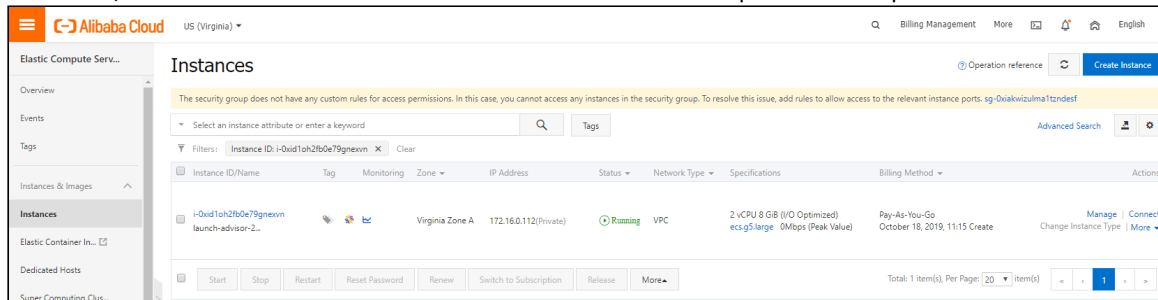 Alibaba Cloud US (Virginia) Billing Management More English
Elastic Compute Serv...
Overview
Events
Tags
Instances & Images
Instances
Elastic Container In...
Dedicated Hosts
Super Computing Clus...
Instances
Operation reference Create Instance
The security group does not have any custom rules for access permissions. In this case, you cannot access any instances in the security group. To resolve this issue, add rules to allow access to the relevant instance ports. sg-0xiakwizulma1tzndesf
Select an instance attribute or enter a keyword Tags Advanced Search
Filters: Instance ID: i-0xid1oh2fb0e79gnexvn X Clear
Instance ID/Name Tag Monitoring Zone IP Address Status Network Type Specifications Billing Method Actions
i-0xid1oh2fb0e79gnexvn Virginia Zone A 172.16.0.112(Private) Running VPC 2 vCPU 8 GiB (I/O Optimized) Pay-As-You-Go Manage | Connect
launch-advisor-2... ecs.g5.large 0Mbps (Peak Value) October 18, 2019, 11:15 Create Change Instance Type | More
Start Stop Restart Reset Password Renew Switch to Subscription Release More Total: 1 item(s), Per Page: 20 item(s) « ‹ 1 › »